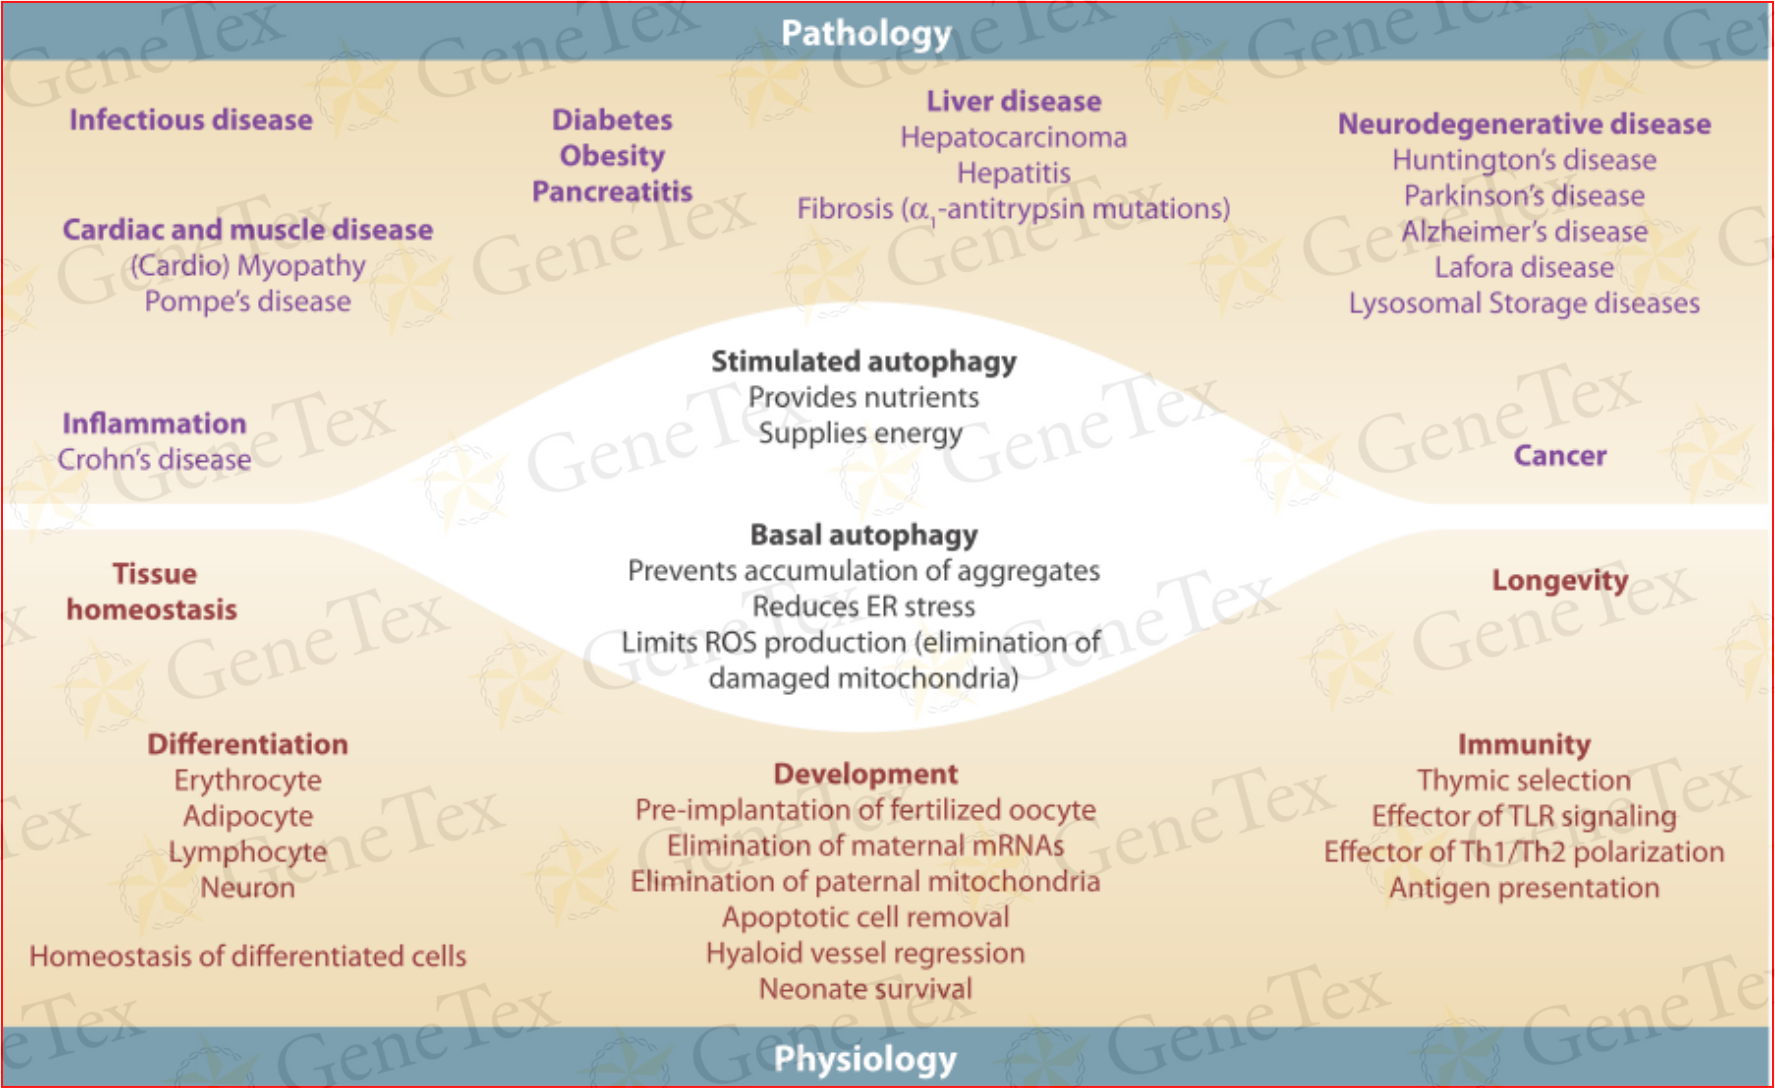 Pathology
Infectious disease
Cardiac and muscle disease
(Cardio) Myopathy
Pompe's disease
Inflammation
Crohn's disease
Diabetes
Obesity
Pancreatitis
Liver disease
Hepatocarcinoma
Hepatitis
Fibrosis (α₁-antitrypsin mutations)
Neurodegenerative disease
Huntington's disease
Parkinson's disease
Alzheimer's disease
Lafora disease
Lysosomal Storage diseases
Cancer
Stimulated autophagy
Provides nutrients
Supplies energy
Basal autophagy
Prevents accumulation of aggregates
Reduces ER stress
Limits ROS production (elimination of
damaged mitochondria)
Tissue
homeostasis
Differentiation
Erythrocyte
Adipocyte
Lymphocyte
Neuron
Homeostasis of differentiated cells
Development
Pre-implantation of fertilized oocyte
Elimination of maternal mRNAs
Elimination of paternal mitochondria
Apoptotic cell removal
Hyaloid vessel regression
Neonate survival
Longevity
Immunity
Thymic selection
Effector of TLR signaling
Effector of Th1/Th2 polarization
Antigen presentation
Physiology
GeneTex